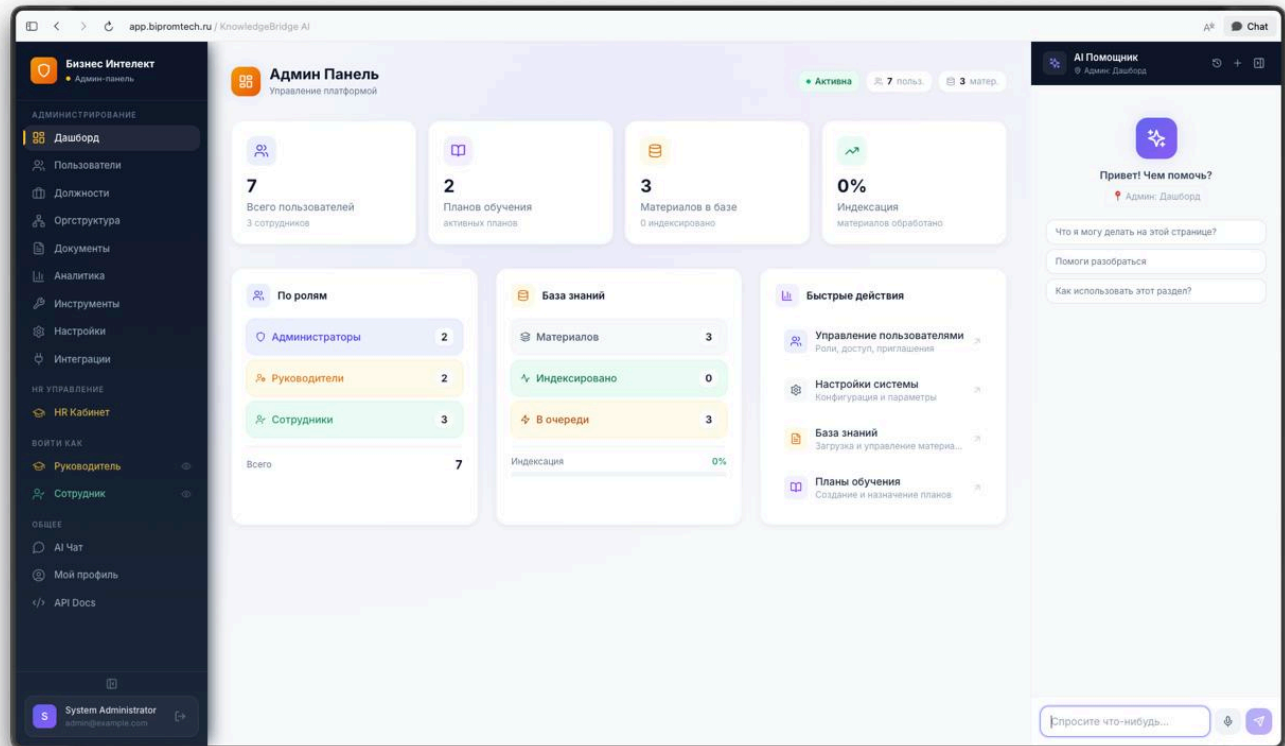 app.bipromtech.ru / KnowledgeBridge AI
Chat
Бизнес Интелект
Админ-панель
АДМИНИСТРИРОВАНИЕ
Дашборд
Пользователи
Должности
Оргструктура
Документы
Аналитика
Инструменты
Настройки
Интеграции
HR УПРАВЛЕНИЕ
HR Кабинет
ВОЙТИ КАК
Руководитель
Сотрудник
ОБЩЕЕ
AI Чат
Мой профиль
API Docs
S
System Administrator
admin@example.com
Админ Панель
Управление платформой
Активна
7 польз.
3 матер.
7
Всего пользователей
3 сотрудников
2
Планов обучения
активных планов
3
Материалов в базе
0 индексировано
0%
Индексация
материалов обработано
По ролям
Администраторы 2
Руководители 2
Сотрудники 3
Всего 7
База знаний
Материалов 3
Индексировано 0
В очереди 3
Индексация 0%
Быстрые действия
Управление пользователями
Роли, доступ, приглашения
Настройки системы
Конфигурация и параметры
База знаний
Загрузка и управление материа...
Планы обучения
Создание и назначение планов
AI Помощник
Админ: Дашборд
Привет! Чем помочь?
Админ: Дашборд
Что я могу делать на этой странице?
Помоги разобраться
Как использовать этот раздел?
Спросите что-нибудь...